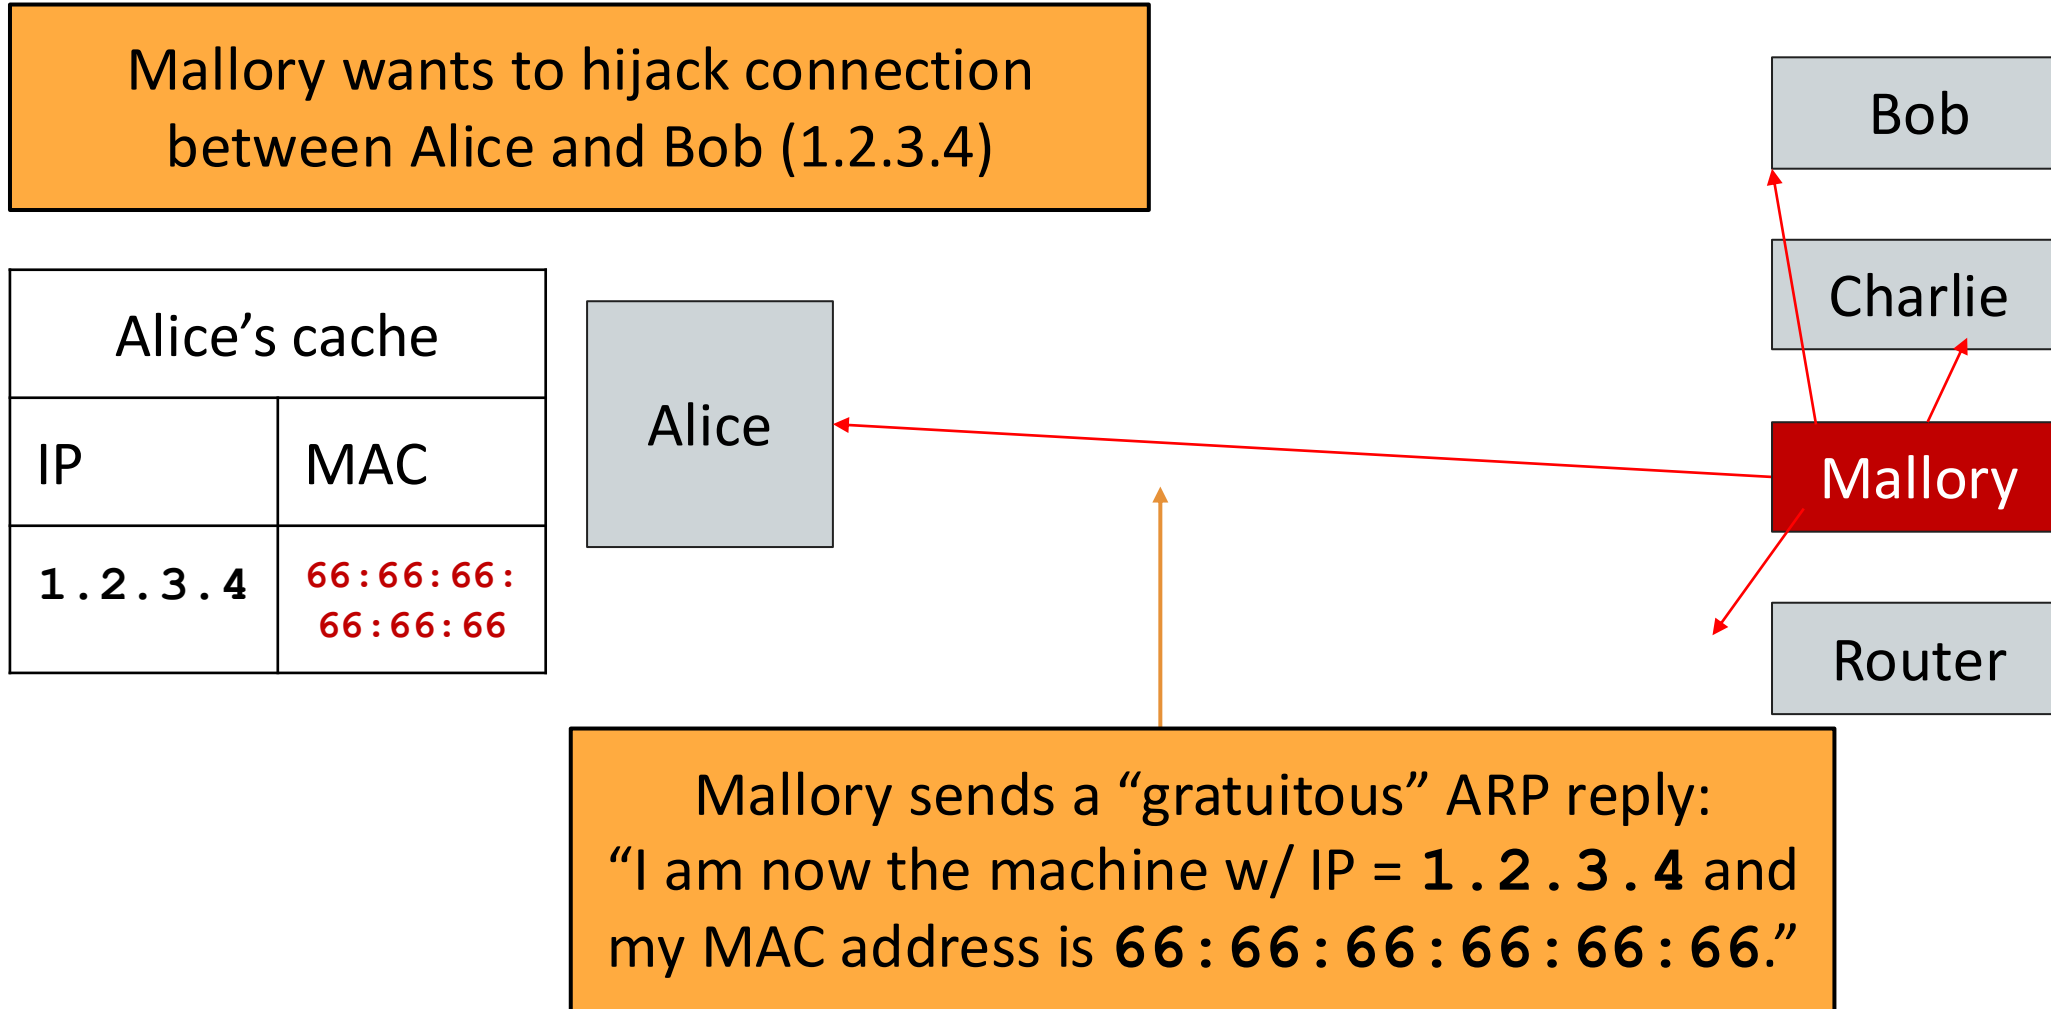 Mallory wants to hijack connection
between Alice and Bob (1.2.3.4)
Bob
Charlie
Alice’s cache
IP MAC
1.2.3.4 66:66:66:
66:66:66
Alice
Mallory
Router
Mallory sends a “gratuitous” ARP reply:
“I am now the machine w/ IP = 1.2.3.4 and
my MAC address is 66:66:66:66:66:66.”